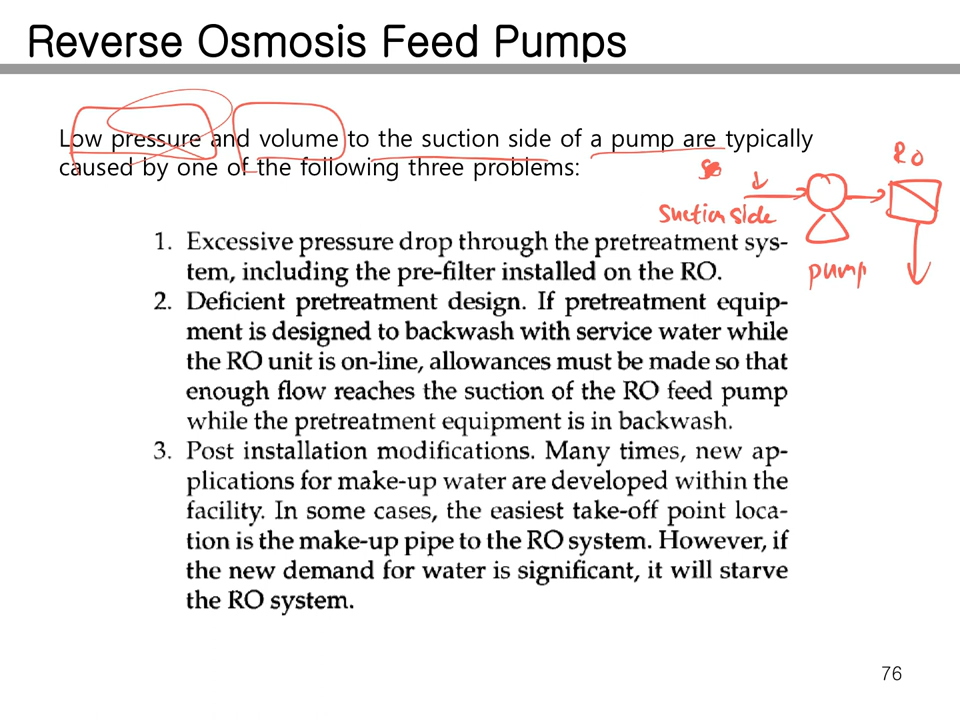 Reverse Osmosis Feed Pumps
Low pressure and volume to the suction side of a pump are typically
caused by one of the following three problems:
RO
suction side
pump
1. Excessive pressure drop through the pretreatment sys-
tem, including the pre-filter installed on the RO.
2. Deficient pretreatment design. If pretreatment equip-
ment is designed to backwash with service water while
the RO unit is on-line, allowances must be made so that
enough flow reaches the suction of the RO feed pump
while the pretreatment equipment is in backwash.
3. Post installation modifications. Many times, new ap-
plications for make-up water are developed within the
facility. In some cases, the easiest take-off point loca-
tion is the make-up pipe to the RO system. However, if
the new demand for water is significant, it will starve
the RO system.
76